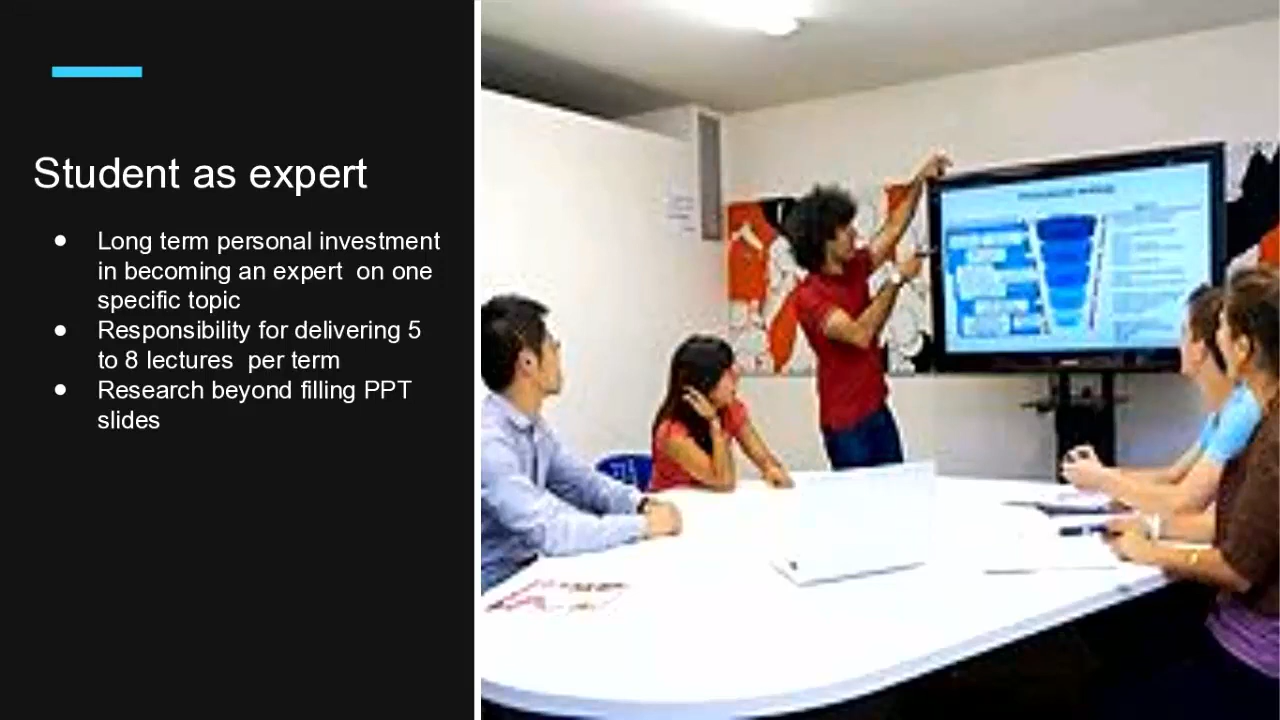 Student as expert
● Long term personal investment
in becoming an expert  on one
specific topic
● Responsibility for delivering 5
to 8 lectures  per term
● Research beyond filling PPT
slides